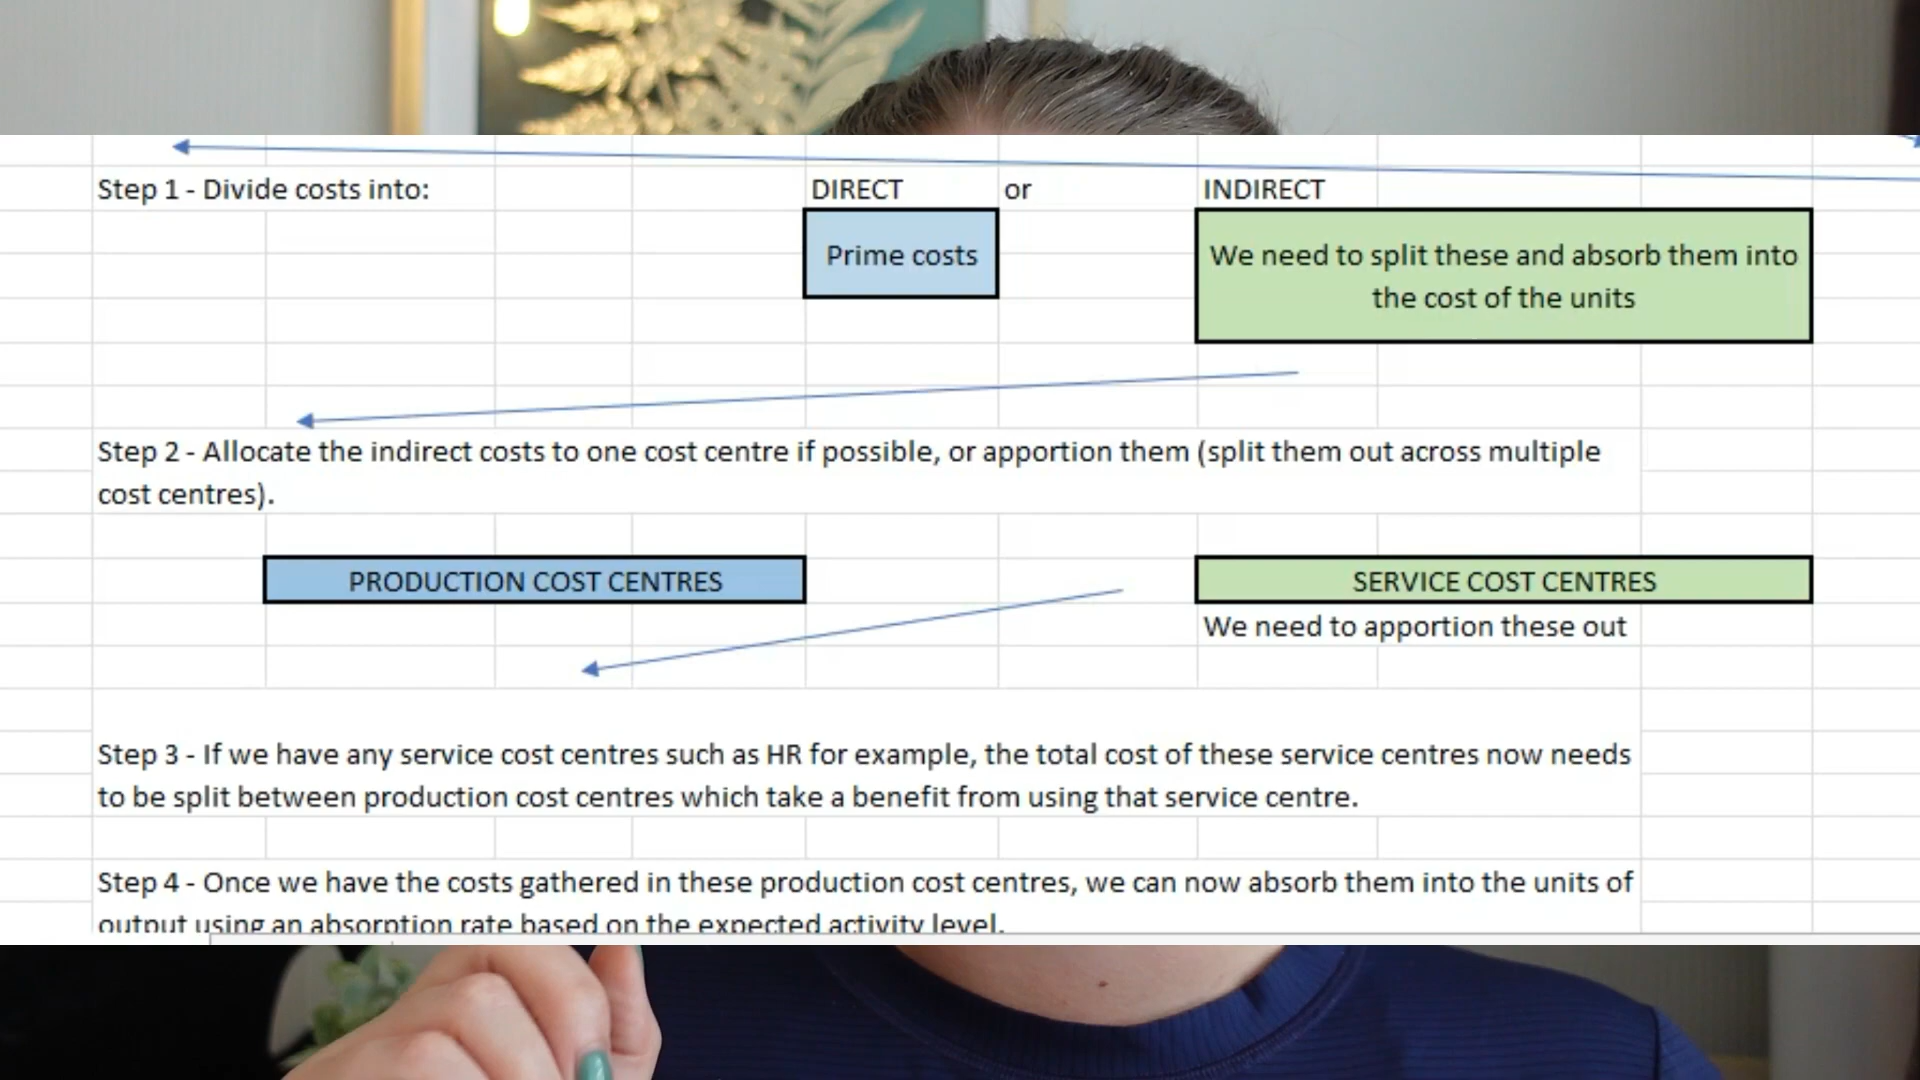 Step 1 - Divide costs into:
DIRECT
or
INDIRECT
Prime costs
We need to split these and absorb them into
the cost of the units
Step 2 - Allocate the indirect costs to one cost centre if possible, or apportion them (split them out across multiple
cost centres).
PRODUCTION COST CENTRES
SERVICE COST CENTRES
We need to apportion these out
Step 3 - If we have any service cost centres such as HR for example, the total cost of these service centres now needs
to be split between production cost centres which take a benefit from using that service centre.
Step 4 - Once we have the costs gathered in these production cost centres, we can now absorb them into the units of
output using an absorption rate based on the expected activity level.